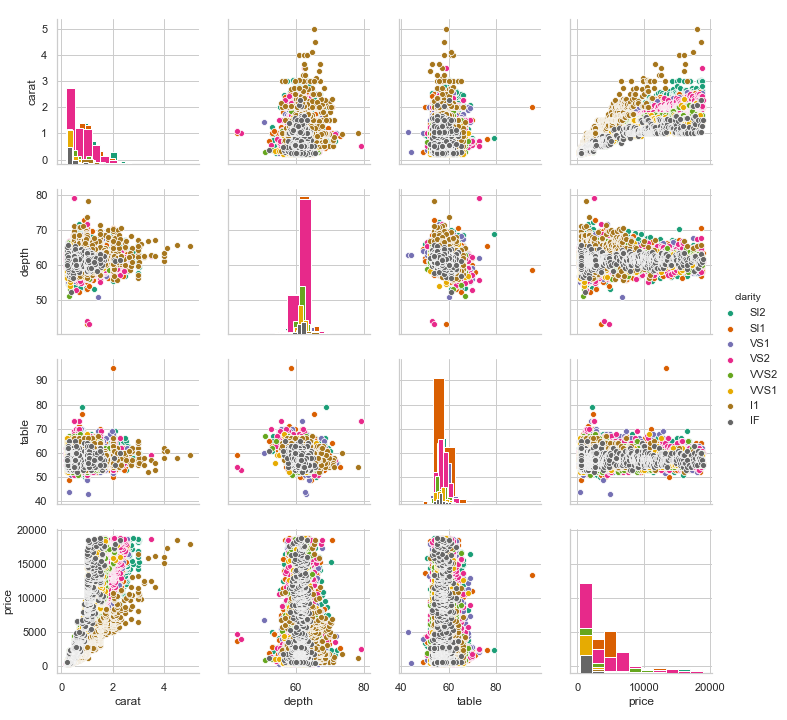 5
4
3
2
1
0
carat
80
70
60
50
depth
90
80
70
60
50
40
table
clarity
SI2
SI1
VS1
VS2
VVS2
VVS1
I1
IF
20000
15000
10000
5000
0
price
0 2 4
carat
60 80
depth
40 60 80
table
0 10000 20000
price